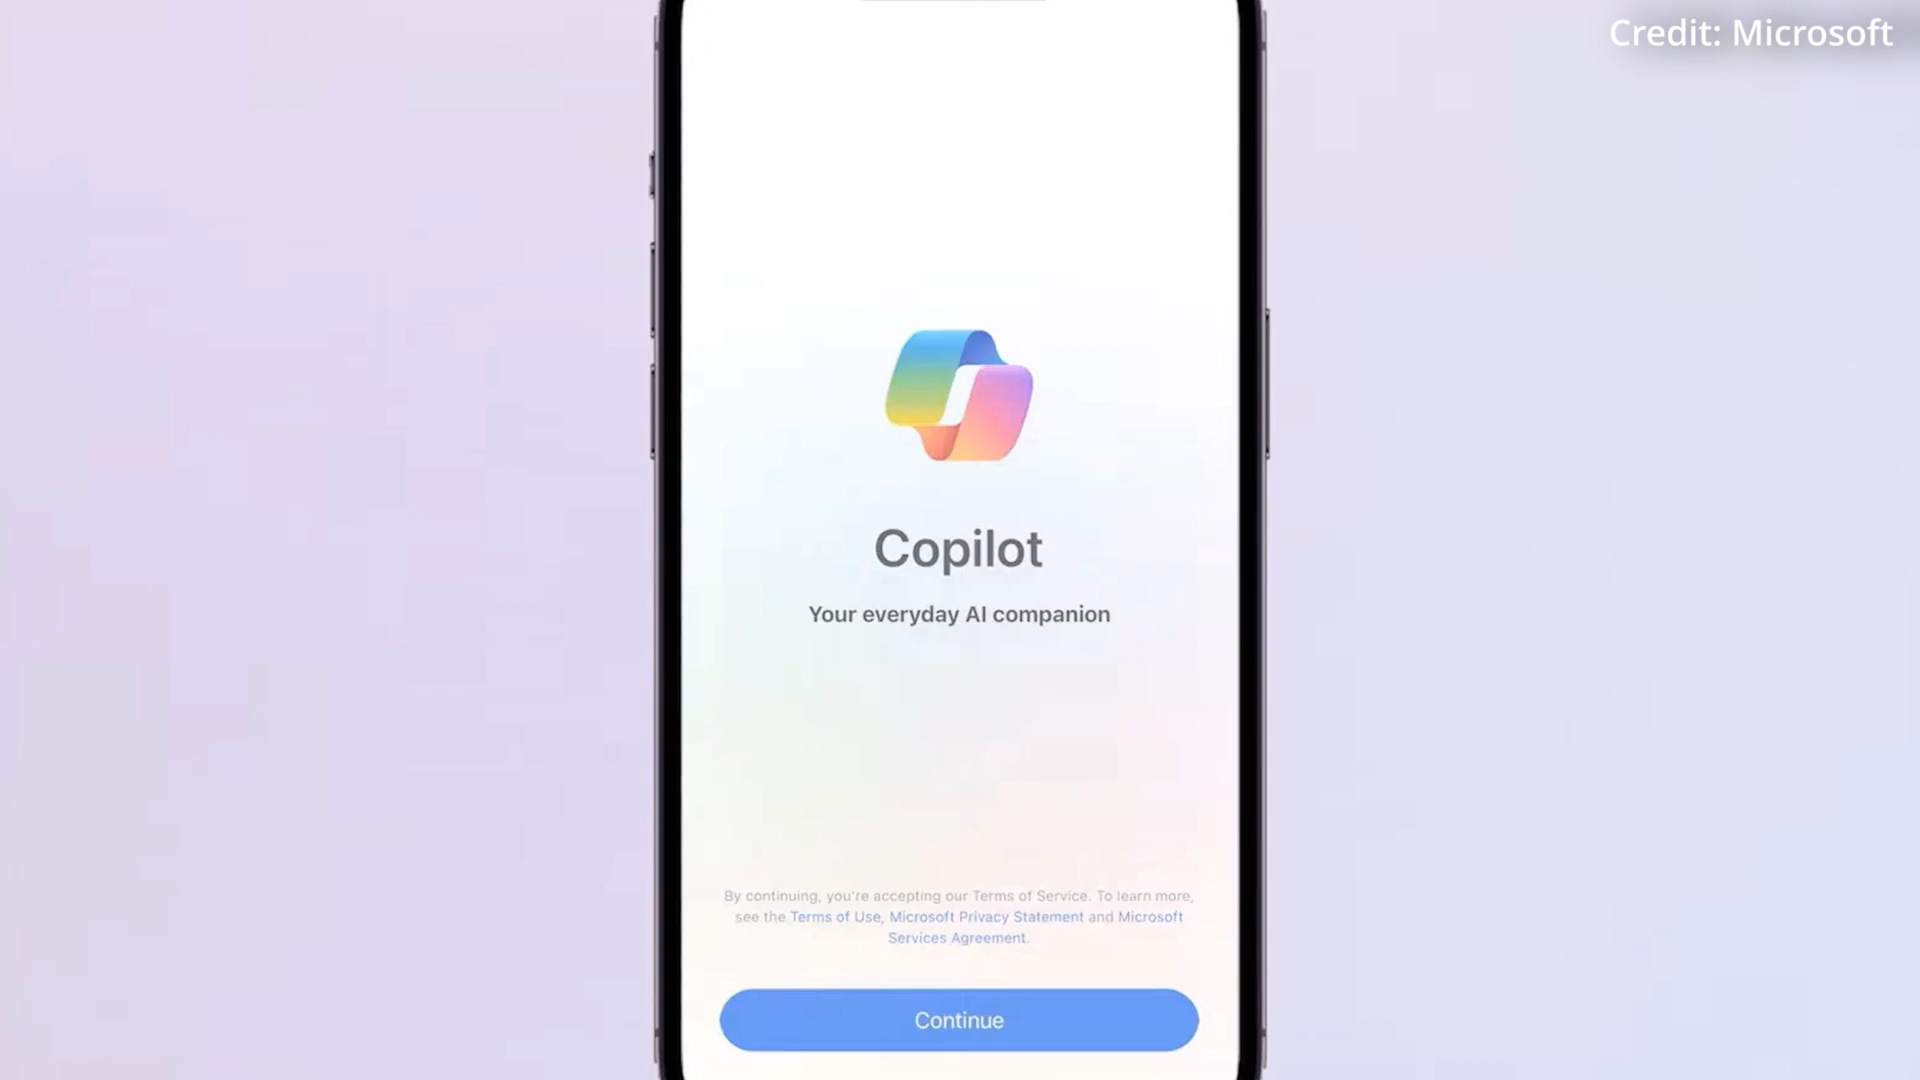 Credit: Microsoft
Copilot
Your everyday AI companion
By continuing, you're accepting our Terms of Service. To learn more,
see the Terms of Use, Microsoft Privacy Statement and Microsoft
Services Agreement.
Continue